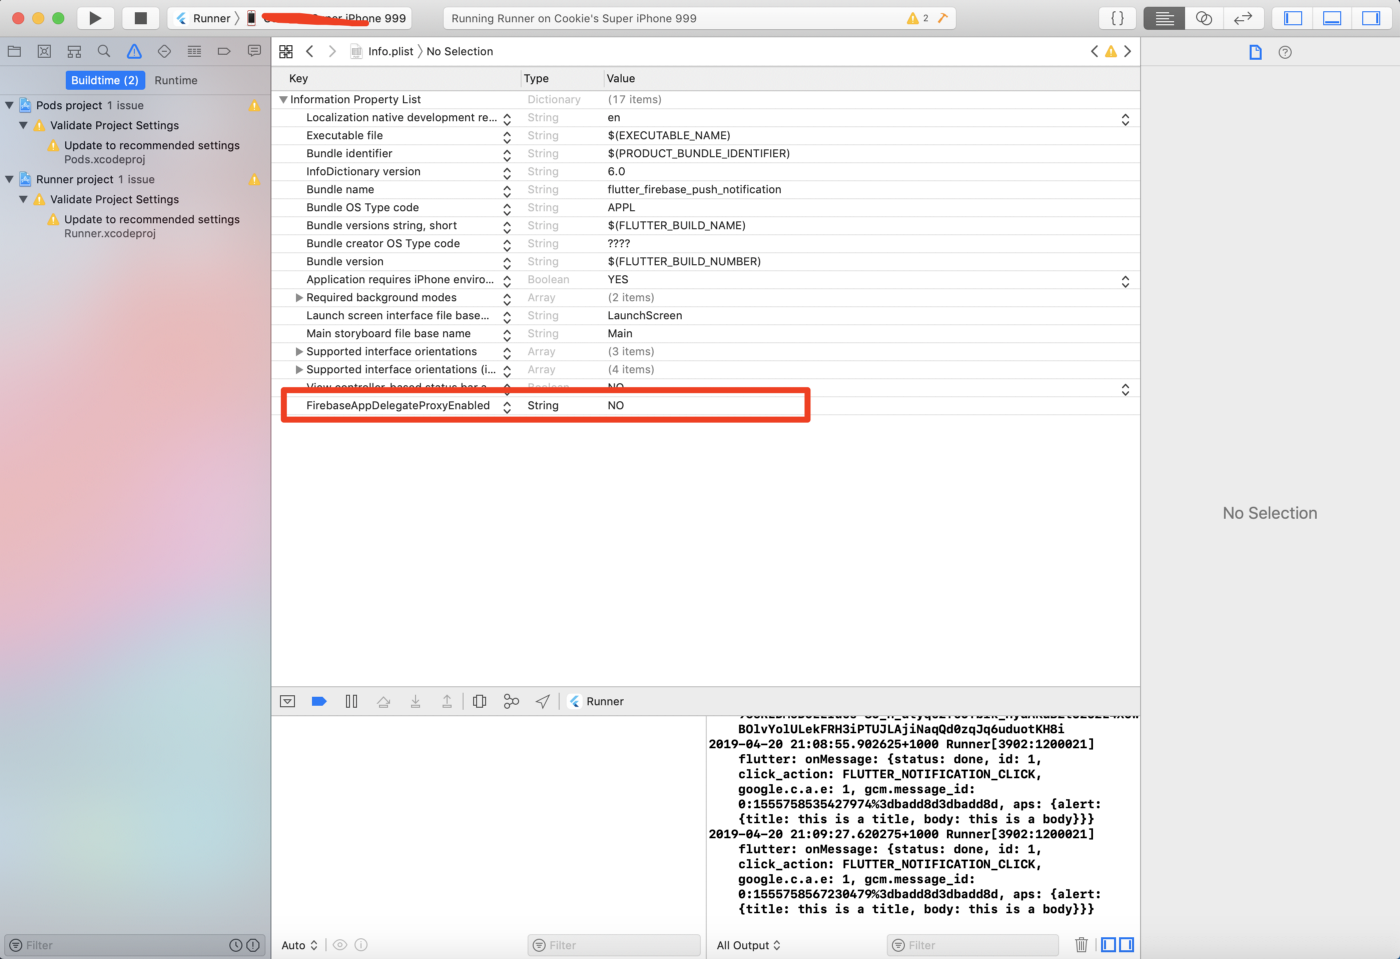 Runner iPhone 999
Running Runner on Cookie's Super iPhone 999
2
{ }
Info.plist No Selection
Buildtime (2) Runtime
Pods project 1 issue
Validate Project Settings
Update to recommended settings
Pods.xcodeproj
Runner project 1 issue
Validate Project Settings
Update to recommended settings
Runner.xcodeproj
Key Type Value
Information Property List Dictionary (17 items)
Localization native development re... String en
Executable file String $(EXECUTABLE_NAME)
Bundle identifier String $(PRODUCT_BUNDLE_IDENTIFIER)
InfoDictionary version String 6.0
Bundle name String flutter_firebase_push_notification
Bundle OS Type code String APPL
Bundle versions string, short String $(FLUTTER_BUILD_NAME)
Bundle creator OS Type code String ????
Bundle version String $(FLUTTER_BUILD_NUMBER)
Application requires iPhone enviro... Boolean YES
Required background modes Array (2 items)
Launch screen interface file base... String LaunchScreen
Main storyboard file base name String Main
Supported interface orientations Array (3 items)
Supported interface orientations (i... Array (4 items)
View controller-based status bar a... Boolean NO
FirebaseAppDelegateProxyEnabled String NO
No Selection
Runner
BOlvYolULekFRH3iPTUJLAjiNaqQd0zqJq6uduotKH8i
2019-04-20 21:08:55.902625+1000 Runner[3902:1200021]
flutter: onMessage: {status: done, id: 1,
click_action: FLUTTER_NOTIFICATION_CLICK,
google.c.a.e: 1, gcm.message_id:
0:1555758535427974%3dbadd8d3dbadd8d, aps: {alert:
{title: this is a title, body: this is a body}}}
2019-04-20 21:09:27.620275+1000 Runner[3902:1200021]
flutter: onMessage: {status: done, id: 1,
click_action: FLUTTER_NOTIFICATION_CLICK,
google.c.a.e: 1, gcm.message_id:
0:1555758567230479%3dbadd8d3dbadd8d, aps: {alert:
{title: this is a title, body: this is a body}}}
Filter
Auto
Filter
All Output
Filter